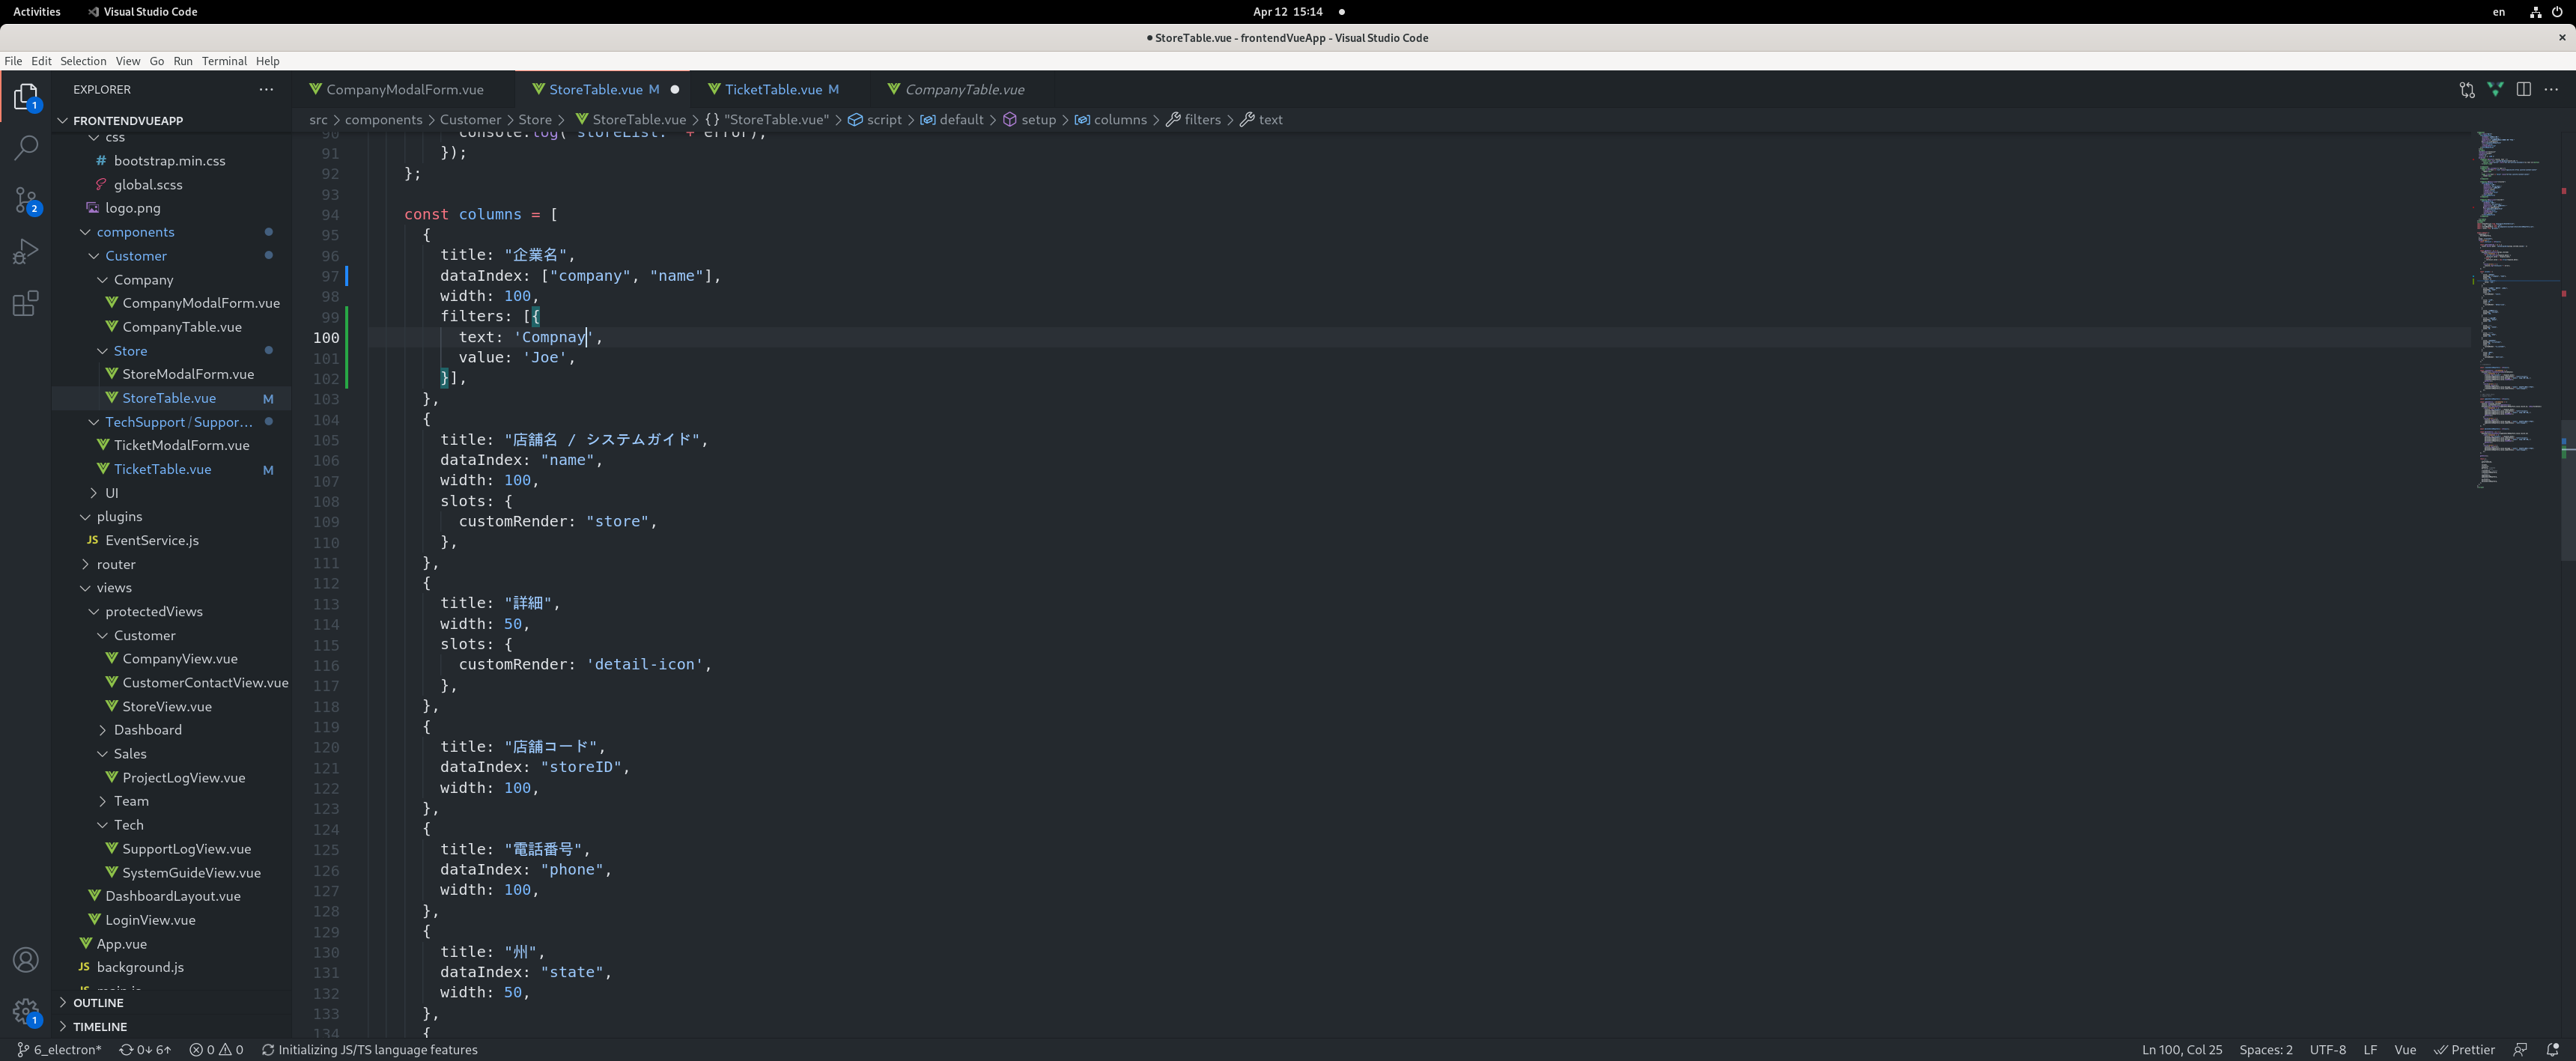 Activities Visual Studio Code Apr 12 15:14 en
● StoreTable.vue - frontendVueApp - Visual Studio Code ×
File Edit Selection View Go Run Terminal Help
EXPLORER ···
FRONTENDVUEAPP
css
# bootstrap.min.css
global.scss
logo.png
components
Customer
Company
CompanyModalForm.vue
CompanyTable.vue
Store
StoreModalForm.vue
StoreTable.vue M
TechSupport / Suppor...
TicketModalForm.vue
TicketTable.vue M
UI
plugins
JS EventService.js
router
views
protectedViews
Customer
CompanyView.vue
CustomerContactView.vue
StoreView.vue
Dashboard
Sales
ProjectLogView.vue
Team
Tech
SupportLogView.vue
SystemGuideView.vue
DashboardLayout.vue
LoginView.vue
App.vue
JS background.js
JS main.js
OUTLINE
TIMELINE
1
2
1
CompanyModalForm.vue StoreTable.vue M ● TicketTable.vue M CompanyTable.vue
src > components > Customer > Store > StoreTable.vue > {} "StoreTable.vue" > script > default > setup > columns > filters > text
90 console.log("storeList: " + error);
91 });
92 };
93
94 const columns = [
95 {
96 title: "企業名",
97 dataIndex: ["company", "name"],
98 width: 100,
99 filters: [{
100 text: 'Compnay',
101 value: 'Joe',
102 }],
103 },
104 {
105 title: "店舗名 / システムガイド",
106 dataIndex: "name",
107 width: 100,
108 slots: {
109 customRender: "store",
110 },
111 },
112 {
113 title: "詳細",
114 width: 50,
115 slots: {
116 customRender: 'detail-icon',
117 },
118 },
119 {
120 title: "店舗コード",
121 dataIndex: "storeID",
122 width: 100,
123 },
124 {
125 title: "電話番号",
126 dataIndex: "phone",
127 width: 100,
128 },
129 {
130 title: "州",
131 dataIndex: "state",
132 width: 50,
133 },
134 {
6_electron* 0↓ 6↑ 0 0 Initializing JS/TS language features Ln 100, Col 25 Spaces: 2 UTF-8 LF Vue Prettier